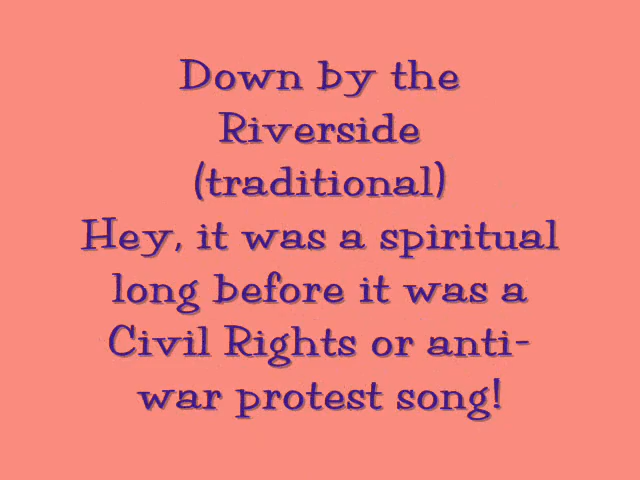 Down by the
Riverside
(traditional)
Hey, it was a spiritual
long before it was a
Civil Rights or anti-
war protest song!